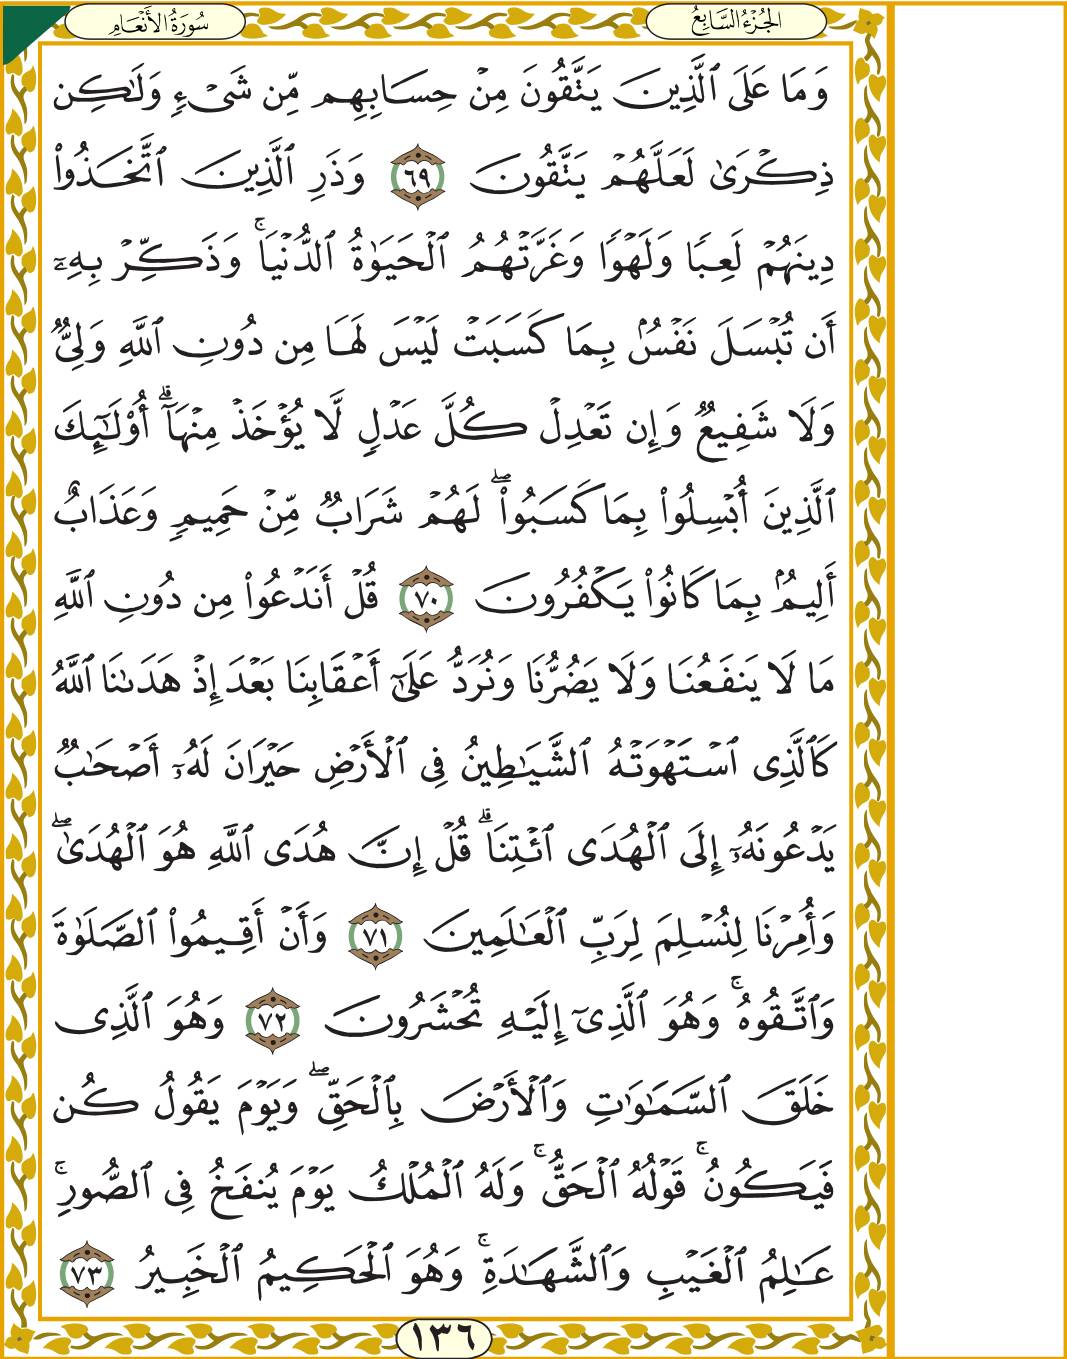 الجُزْءُ السَّابِعُ
سُورَةُ الأَنْعَامِ
وَمَا عَلَى ٱلَّذِينَ يَتَّقُونَ مِنْ حِسَابِهِم مِّن شَىْءٍ وَلَـٰكِن
ذِكْرَىٰ لَعَلَّهُمْ يَتَّقُونَ ٦٩ وَذَرِ ٱلَّذِينَ ٱتَّخَذُوا۟
دِينَهُمْ لَعِبًا وَلَهْوًا وَغَرَّتْهُمُ ٱلْحَيَوٰةُ ٱلدُّنْيَا ۚ وَذَكِّرْ بِهِۦٓ
أَن تُبْسَلَ نَفْسٌۢ بِمَا كَسَبَتْ لَيْسَ لَهَا مِن دُونِ ٱللَّهِ وَلِىٌّ
وَلَا شَفِيعٌ وَإِن تَعْدِلْ كُلَّ عَدْلٍ لَّا يُؤْخَذْ مِنْهَآ ۗ أُو۟لَـٰٓئِكَ
ٱلَّذِينَ أُبْسِلُوا۟ بِمَا كَسَبُوا۟ ۖ لَهُمْ شَرَابٌ مِّنْ حَمِيمٍ وَعَذَابٌ
أَلِيمٌۢ بِمَا كَانُوا۟ يَكْفُرُونَ ٧٠ قُلْ أَنَدْعُوا۟ مِن دُونِ ٱللَّهِ
مَا لَا يَنفَعُنَا وَلَا يَضُرُّنَا وَنُرَدُّ عَلَىٰٓ أَعْقَابِنَا بَعْدَ إِذْ هَدَىٰنَا ٱللَّهُ
كَٱلَّذِى ٱسْتَهْوَتْهُ ٱلشَّيَـٰطِينُ فِى ٱلْأَرْضِ حَيْرَانَ لَهُۥٓ أَصْحَـٰبٌ
يَدْعُونَهُۥٓ إِلَى ٱلْهُدَى ٱئْتِنَا ۗ قُلْ إِنَّ هُدَى ٱللَّهِ هُوَ ٱلْهُدَىٰ ۖ
وَأُمِرْنَا لِنُسْلِمَ لِرَبِّ ٱلْعَـٰلَمِينَ ٧١ وَأَنْ أَقِيمُوا۟ ٱلصَّلَوٰةَ
وَٱتَّقُوهُ ۚ وَهُوَ ٱلَّذِىٓ إِلَيْهِ تُحْشَرُونَ ٧٢ وَهُوَ ٱلَّذِى
خَلَقَ ٱلسَّمَـٰوَٰتِ وَٱلْأَرْضَ بِٱلْحَقِّ ۖ وَيَوْمَ يَقُولُ كُن
فَيَكُونُ ۚ قَوْلُهُ ٱلْحَقُّ ۚ وَلَهُ ٱلْمُلْكُ يَوْمَ يُنفَخُ فِى ٱلصُّورِ ۚ
عَـٰلِمُ ٱلْغَيْبِ وَٱلشَّهَـٰدَةِ ۚ وَهُوَ ٱلْحَكِيمُ ٱلْخَبِيرُ ٧٣
١٣٦